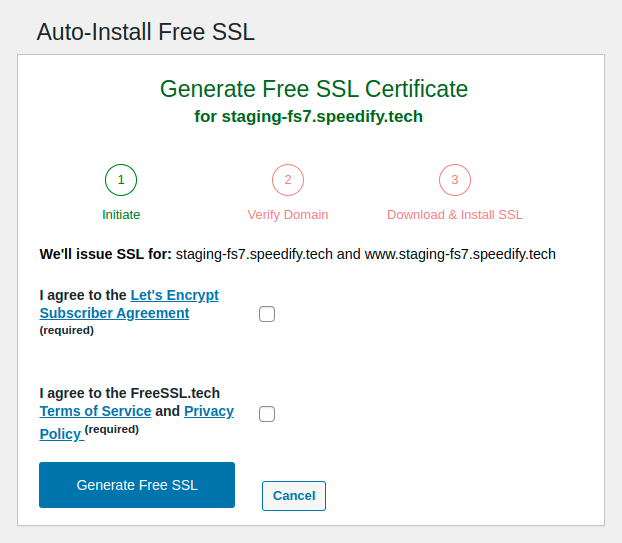 Auto-Install Free SSL
Generate Free SSL Certificate
for staging-fs7.speedify.tech
1
2
3
Initiate
Verify Domain
Download & Install SSL
We'll issue SSL for: staging-fs7.speedify.tech and www.staging-fs7.speedify.tech
I agree to the Let's Encrypt
Subscriber Agreement
(required)
I agree to the FreeSSL.tech
Terms of Service and Privacy
Policy (required)
Generate Free SSL
Cancel